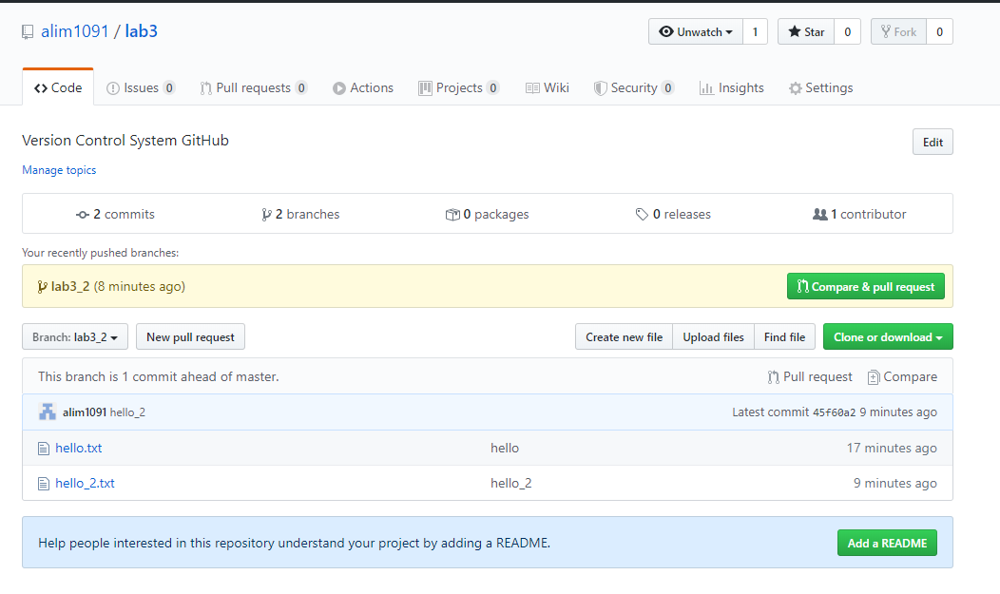 alim1091 / lab3
Unwatch 1 Star 0 Fork 0
Code Issues 0 Pull requests 0 Actions Projects 0 Wiki Security 0 Insights Settings
Version Control System GitHub
Edit
Manage topics
2 commits 2 branches 0 packages 0 releases 1 contributor
Your recently pushed branches:
lab3_2 (8 minutes ago) Compare & pull request
Branch: lab3_2 New pull request Create new file Upload files Find file Clone or download
This branch is 1 commit ahead of master. Pull request Compare
alim1091 hello_2 Latest commit 45f60a2 9 minutes ago
hello.txt hello 17 minutes ago
hello_2.txt hello_2 9 minutes ago
Help people interested in this repository understand your project by adding a README. Add a README